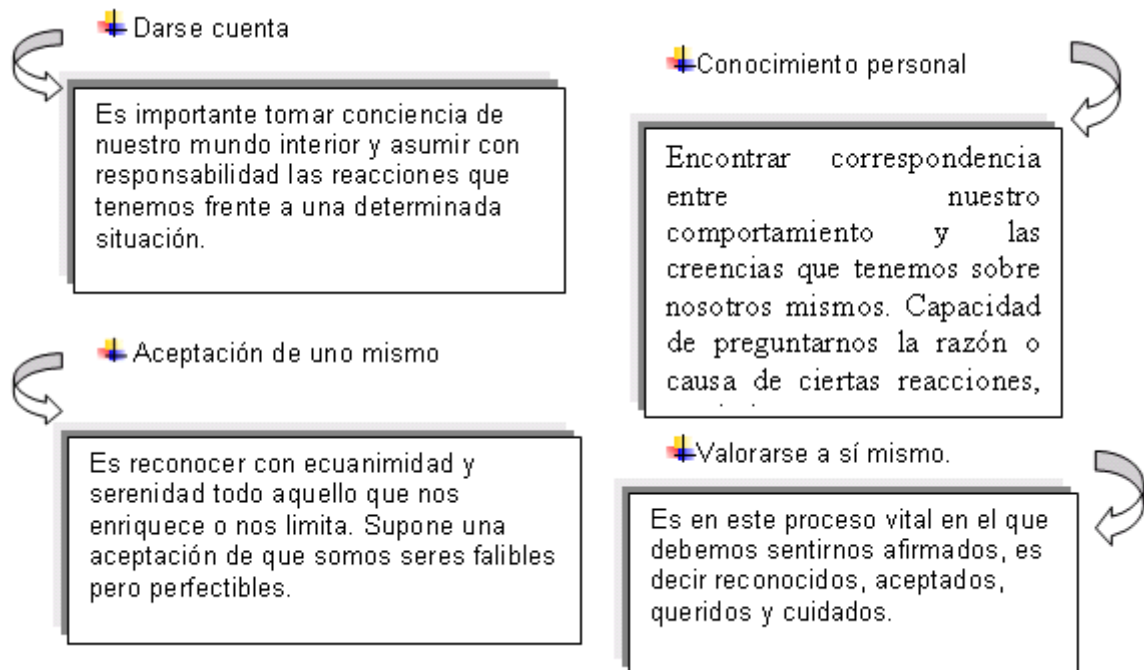 Darse cuenta
Es importante tomar conciencia de
nuestro mundo interior y asumir con
responsabilidad las reacciones que
tenemos frente a una determinada
situación.
Conocimiento personal
Encontrar correspondencia
entre nuestro
comportamiento y las
creencias que tenemos sobre
nosotros mismos. Capacidad
de preguntarnos la razón o
causa de ciertas reacciones,
Aceptación de uno mismo
Es reconocer con ecuanimidad y
serenidad todo aquello que nos
enriquece o nos limita. Supone una
aceptación de que somos seres falibles
pero perfectibles.
Valorarse a sí mismo.
Es en este proceso vital en el que
debemos sentirnos afirmados, es
decir reconocidos, aceptados,
queridos y cuidados.